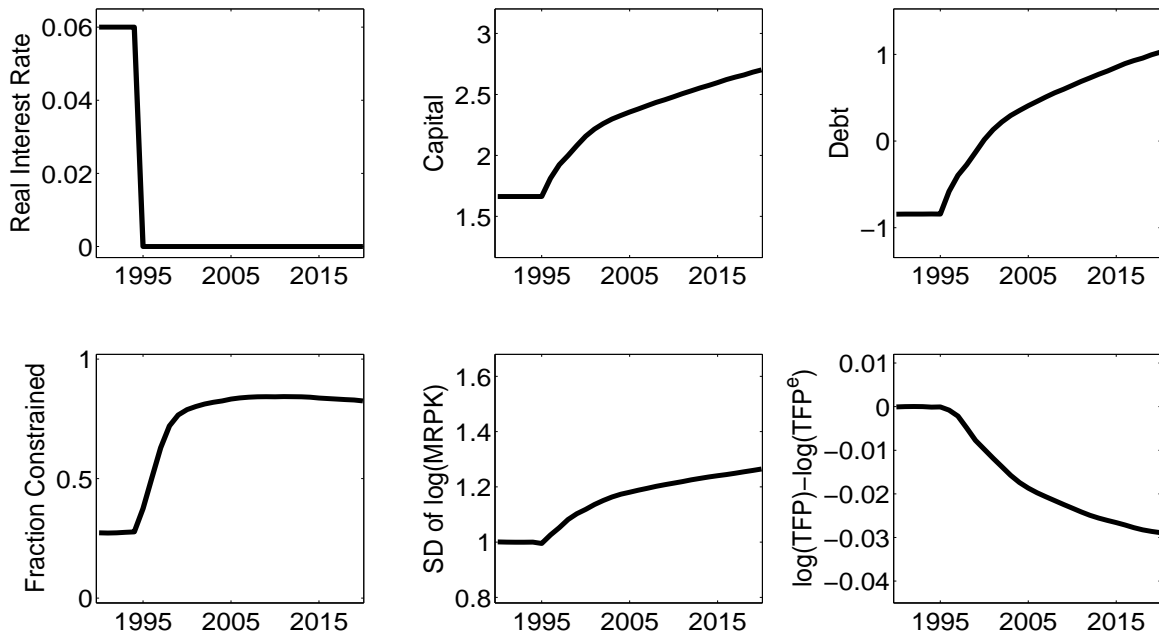 Real Interest Rate
0.06
0.04
0.02
0
1995 2005 2015
Capital
3
2.5
2
1.5
1995 2005 2015
Debt
1
0
−1
1995 2005 2015
Fraction Constrained
1
0.5
0
1995 2005 2015
SD of log(MRPK)
1.6
1.4
1.2
1
0.8
1995 2005 2015
log(TFP)−log(TFPᵉ)
0.01
0
−0.01
−0.02
−0.03
−0.04
1995 2005 2015